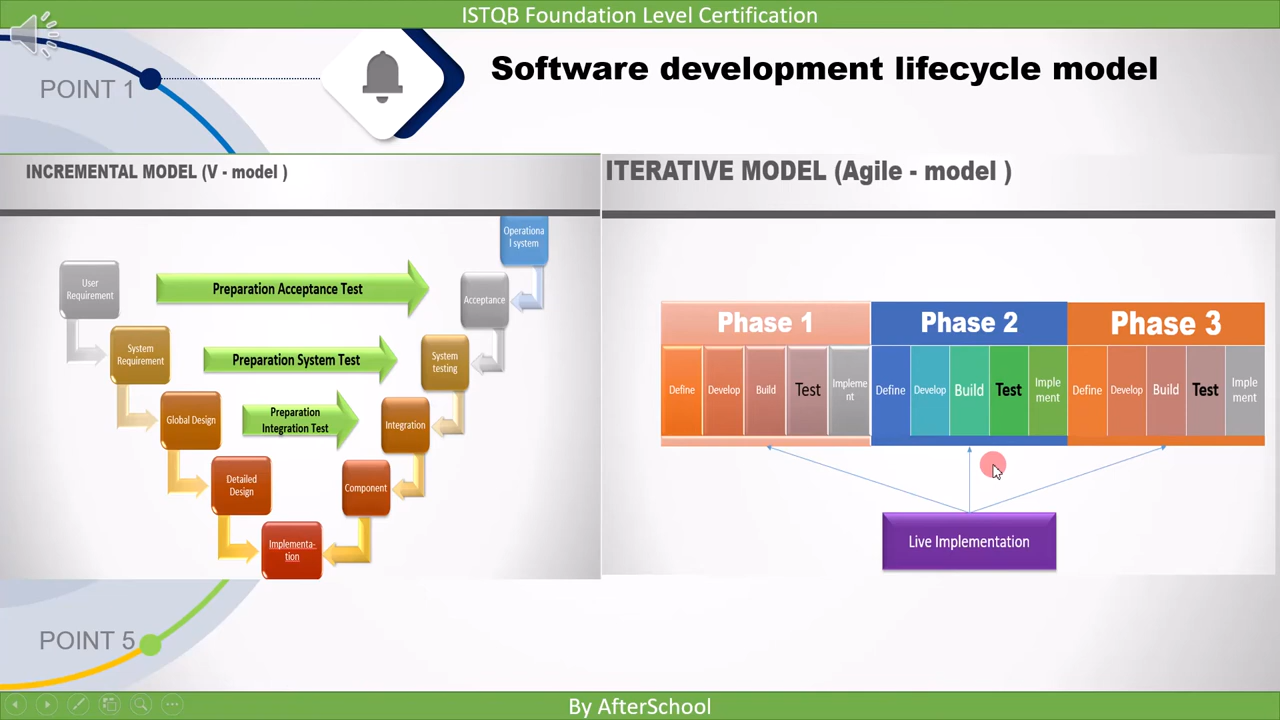 ISTQB Foundation Level Certification
POINT 1
Software development lifecycle model
INCREMENTAL MODEL (V - model )
Operationa
l system
User
Requirement
Preparation Acceptance Test
Acceptance
System
Requirement
Preparation System Test
System
testing
Global Design
Preparation
Integration Test
Integration
Detailed
Design
Component
Implementa-
tion
ITERATIVE MODEL (Agile - model )
Phase 1
Phase 2
Phase 3
Define
Develop
Build
Test
Impleme
nt
Define
Develop
Build
Test
Imple
ment
Define
Develop
Build
Test
Imple
ment
Live Implementation
POINT 5
By AfterSchool